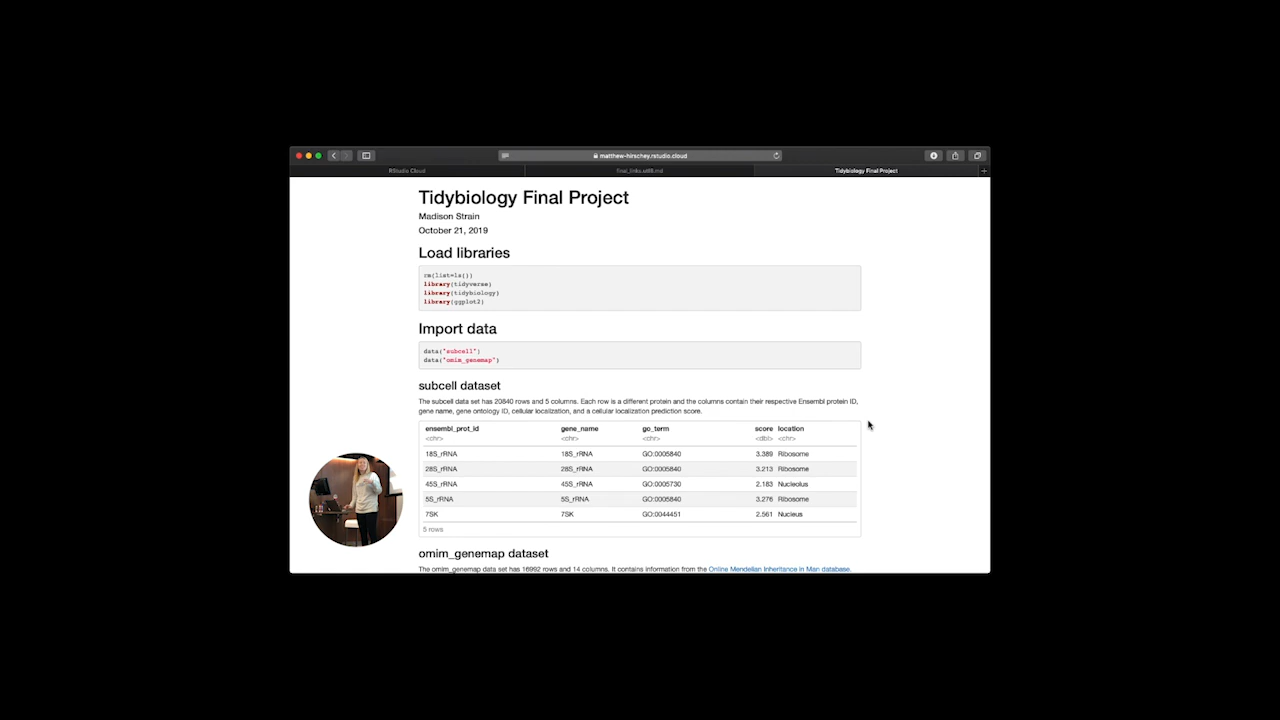 matthew-hirschey.rstudio.cloud
RStudio Cloud
final_links.utf8.md
Tidybiology Final Project
Tidybiology Final Project
Madison Strain
October 21, 2019
Load libraries
rm(list=ls())
library(tidyverse)
library(tidybiology)
library(ggplot2)
Import data
data("subcell")
data("omim_genemap")
subcell dataset
The subcell data set has 20840 rows and 5 columns. Each row is a different protein and the columns contain their respective Ensembl protein ID,
gene name, gene ontology ID, cellular localization, and a cellular localization prediction score.
ensembl_prot_id gene_name go_term score location
<chr> <chr> <chr> <dbl> <chr>
18S_rRNA 18S_rRNA GO:0005840 3.389 Ribosome
28S_rRNA 28S_rRNA GO:0005840 3.213 Ribosome
45S_rRNA 45S_rRNA GO:0005730 2.183 Nucleolus
5S_rRNA 5S_rRNA GO:0005840 3.276 Ribosome
7SK 7SK GO:0044451 2.561 Nucleus
5 rows
omim_genemap dataset
The omim_genemap data set has 16992 rows and 14 columns. It contains information from the Online Mendelian Inheritance in Man database.